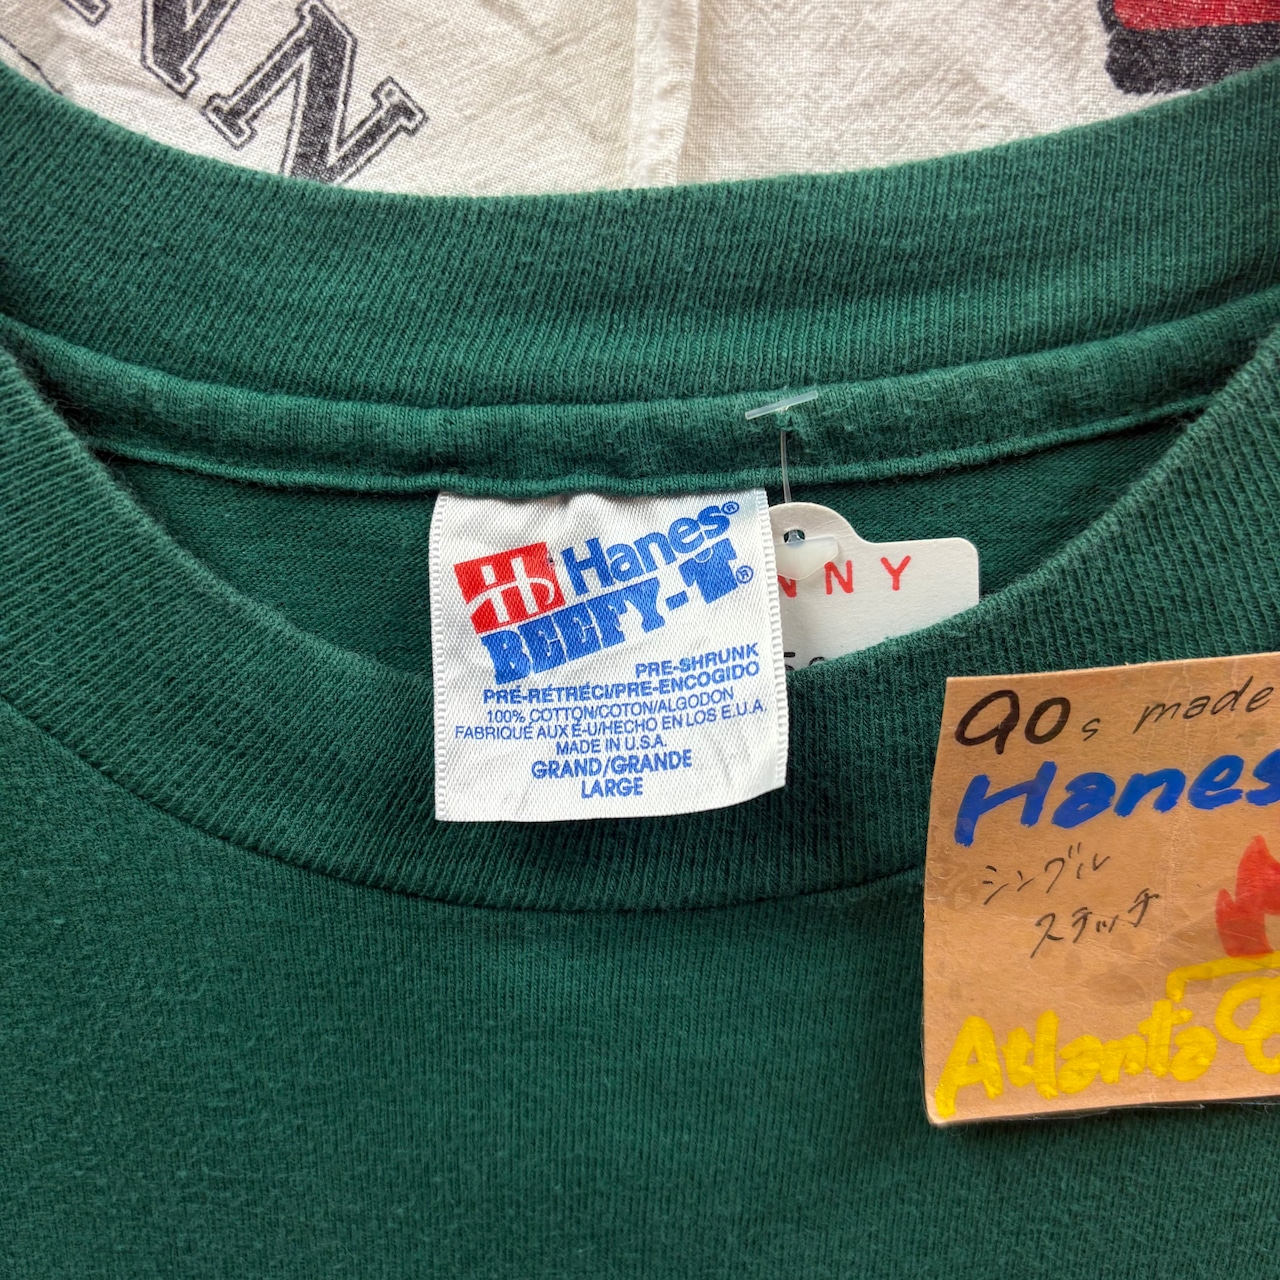 NN
Hanes®
BEEFY-T®
PRE-SHRUNK
PRÉ-RÉTRÉCI/PRE-ENCOGIDO
100% COTTON/COTON/ALGODON
FABRIQUÉ AUX É-U/HECHO EN LOS E.U.A.
MADE IN U.S.A.
GRAND/GRANDE
LARGE
NNY
90s made
Hanes
シングル
ステッチ
Atlanta